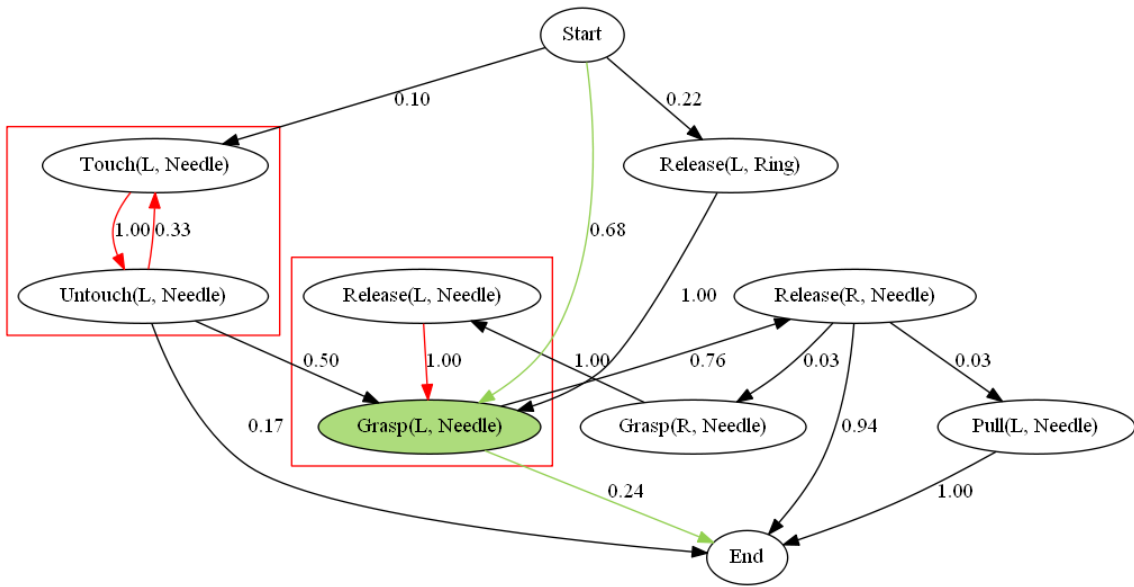 Start
0.10
0.22
Touch(L, Needle)
Release(L, Ring)
1.00
0.33
0.68
Untouch(L, Needle)
Release(L, Needle)
1.00
Release(R, Needle)
0.50
1.00
1.00
0.76
0.03
0.03
0.17
Grasp(L, Needle)
Grasp(R, Needle)
0.94
Pull(L, Needle)
0.24
1.00
End